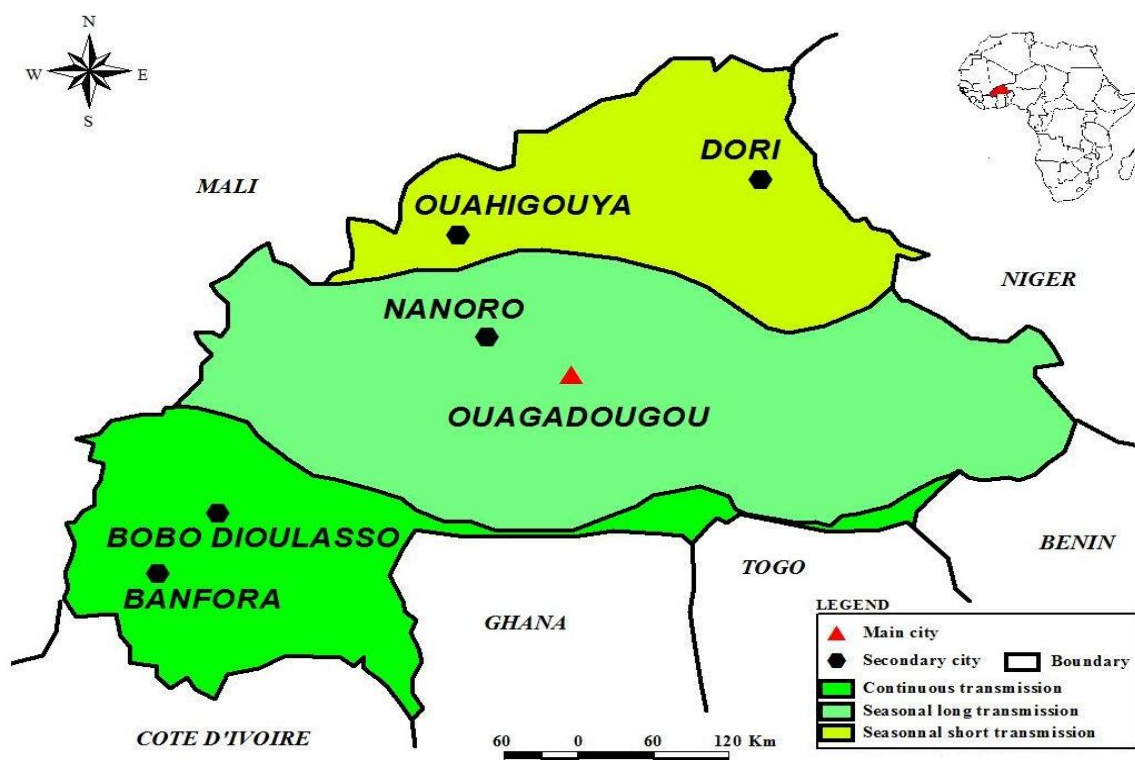 N
W E
S
DORI
MALI
OUAHIGOUYA
NIGER
NANORO
OUAGADOUGOU
BOBO DIOULASSO
BENIN
TOGO
BANFORA
GHANA
LEGEND
Main city
Secondary city Boundary
Continuous transmission
Seasonal long transmission
Seasonnal short transmission
COTE D'IVOIRE
60 0 60 120 Km